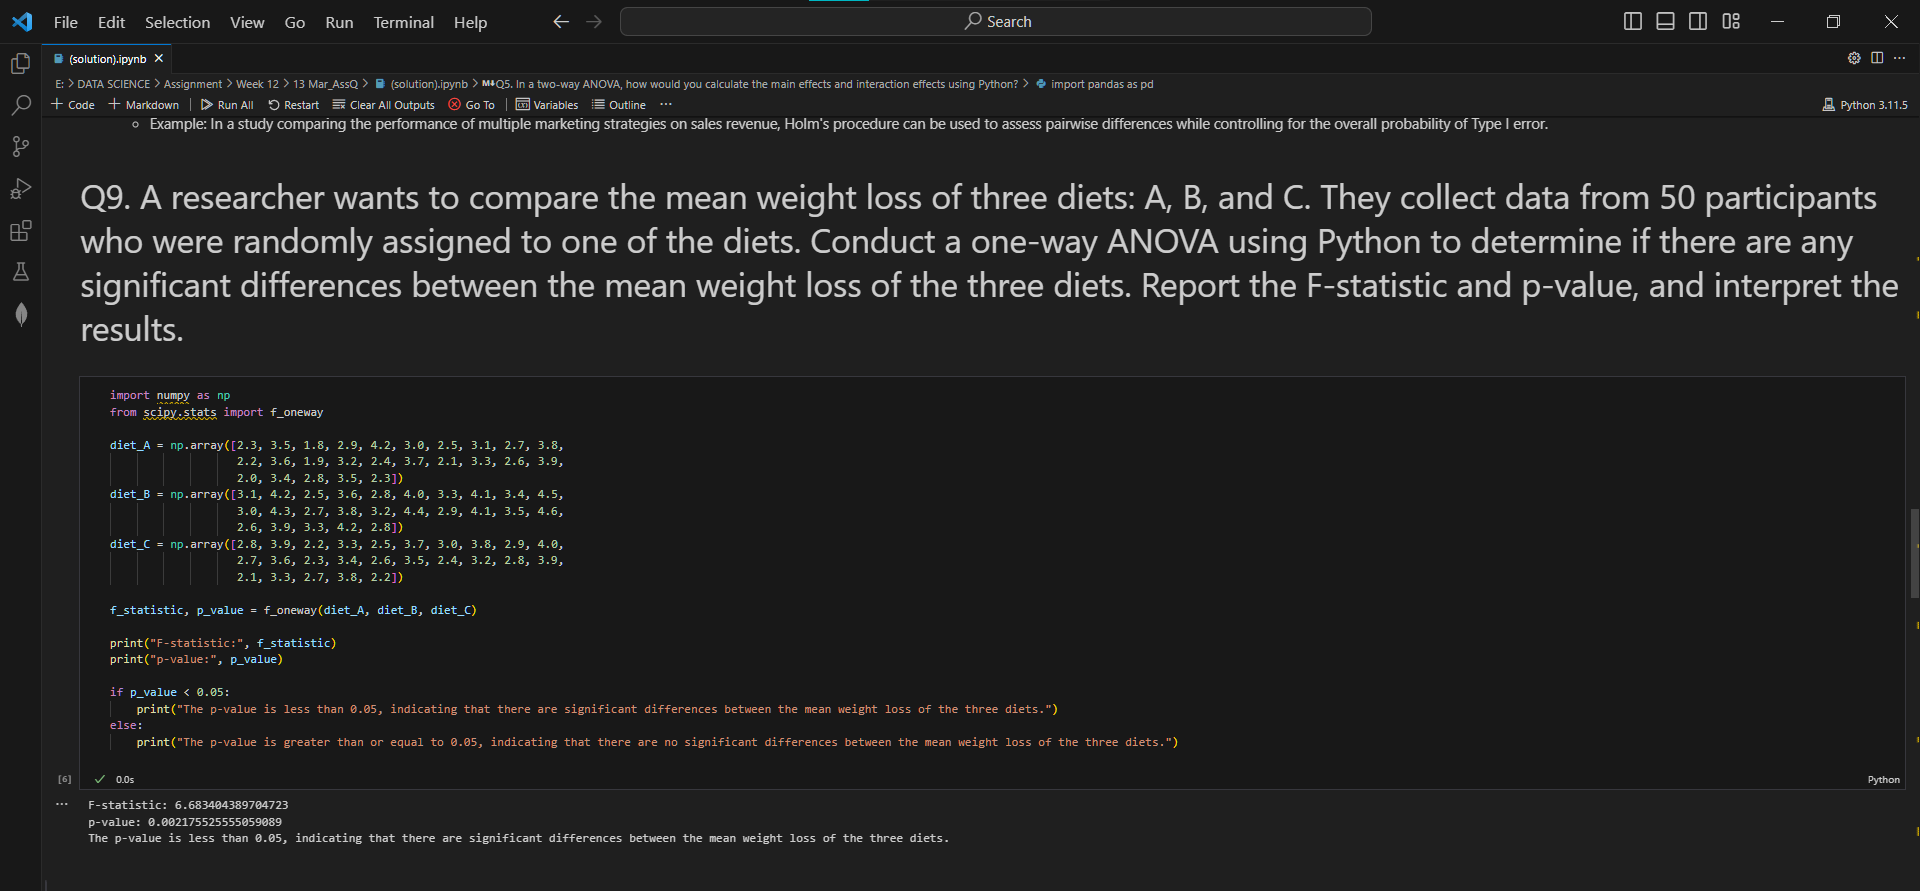 File Edit Selection View Go Run Terminal Help Search
(solution).ipynb
E: > DATA SCIENCE > Assignment > Week 12 > 13 Mar_AssQ > (solution).ipynb > M↓Q5. In a two-way ANOVA, how would you calculate the main effects and interaction effects using Python? > import pandas as pd
+ Code + Markdown Run All Restart Clear All Outputs Go To Variables Outline ... Python 3.11.5
Example: In a study comparing the performance of multiple marketing strategies on sales revenue, Holm's procedure can be used to assess pairwise differences while controlling for the overall probability of Type I error.
Q9. A researcher wants to compare the mean weight loss of three diets: A, B, and C. They collect data from 50 participants
who were randomly assigned to one of the diets. Conduct a one-way ANOVA using Python to determine if there are any
significant differences between the mean weight loss of the three diets. Report the F-statistic and p-value, and interpret the
results.
import numpy as np
from scipy.stats import f_oneway
diet_A = np.array([2.3, 3.5, 1.8, 2.9, 4.2, 3.0, 2.5, 3.1, 2.7, 3.8,
2.2, 3.6, 1.9, 3.2, 2.4, 3.7, 2.1, 3.3, 2.6, 3.9,
2.0, 3.4, 2.8, 3.5, 2.3])
diet_B = np.array([3.1, 4.2, 2.5, 3.6, 2.8, 4.0, 3.3, 4.1, 3.4, 4.5,
3.0, 4.3, 2.7, 3.8, 3.2, 4.4, 2.9, 4.1, 3.5, 4.6,
2.6, 3.9, 3.3, 4.2, 2.8])
diet_C = np.array([2.8, 3.9, 2.2, 3.3, 2.5, 3.7, 3.0, 3.8, 2.9, 4.0,
2.7, 3.6, 2.3, 3.4, 2.6, 3.5, 2.4, 3.2, 2.8, 3.9,
2.1, 3.3, 2.7, 3.8, 2.2])
f_statistic, p_value = f_oneway(diet_A, diet_B, diet_C)
print("F-statistic:", f_statistic)
print("p-value:", p_value)
if p_value < 0.05:
print("The p-value is less than 0.05, indicating that there are significant differences between the mean weight loss of the three diets.")
else:
print("The p-value is greater than or equal to 0.05, indicating that there are no significant differences between the mean weight loss of the three diets.")
[6] 0.0s Python
... F-statistic: 6.683404389704723
p-value: 0.002175525555059089
The p-value is less than 0.05, indicating that there are significant differences between the mean weight loss of the three diets.